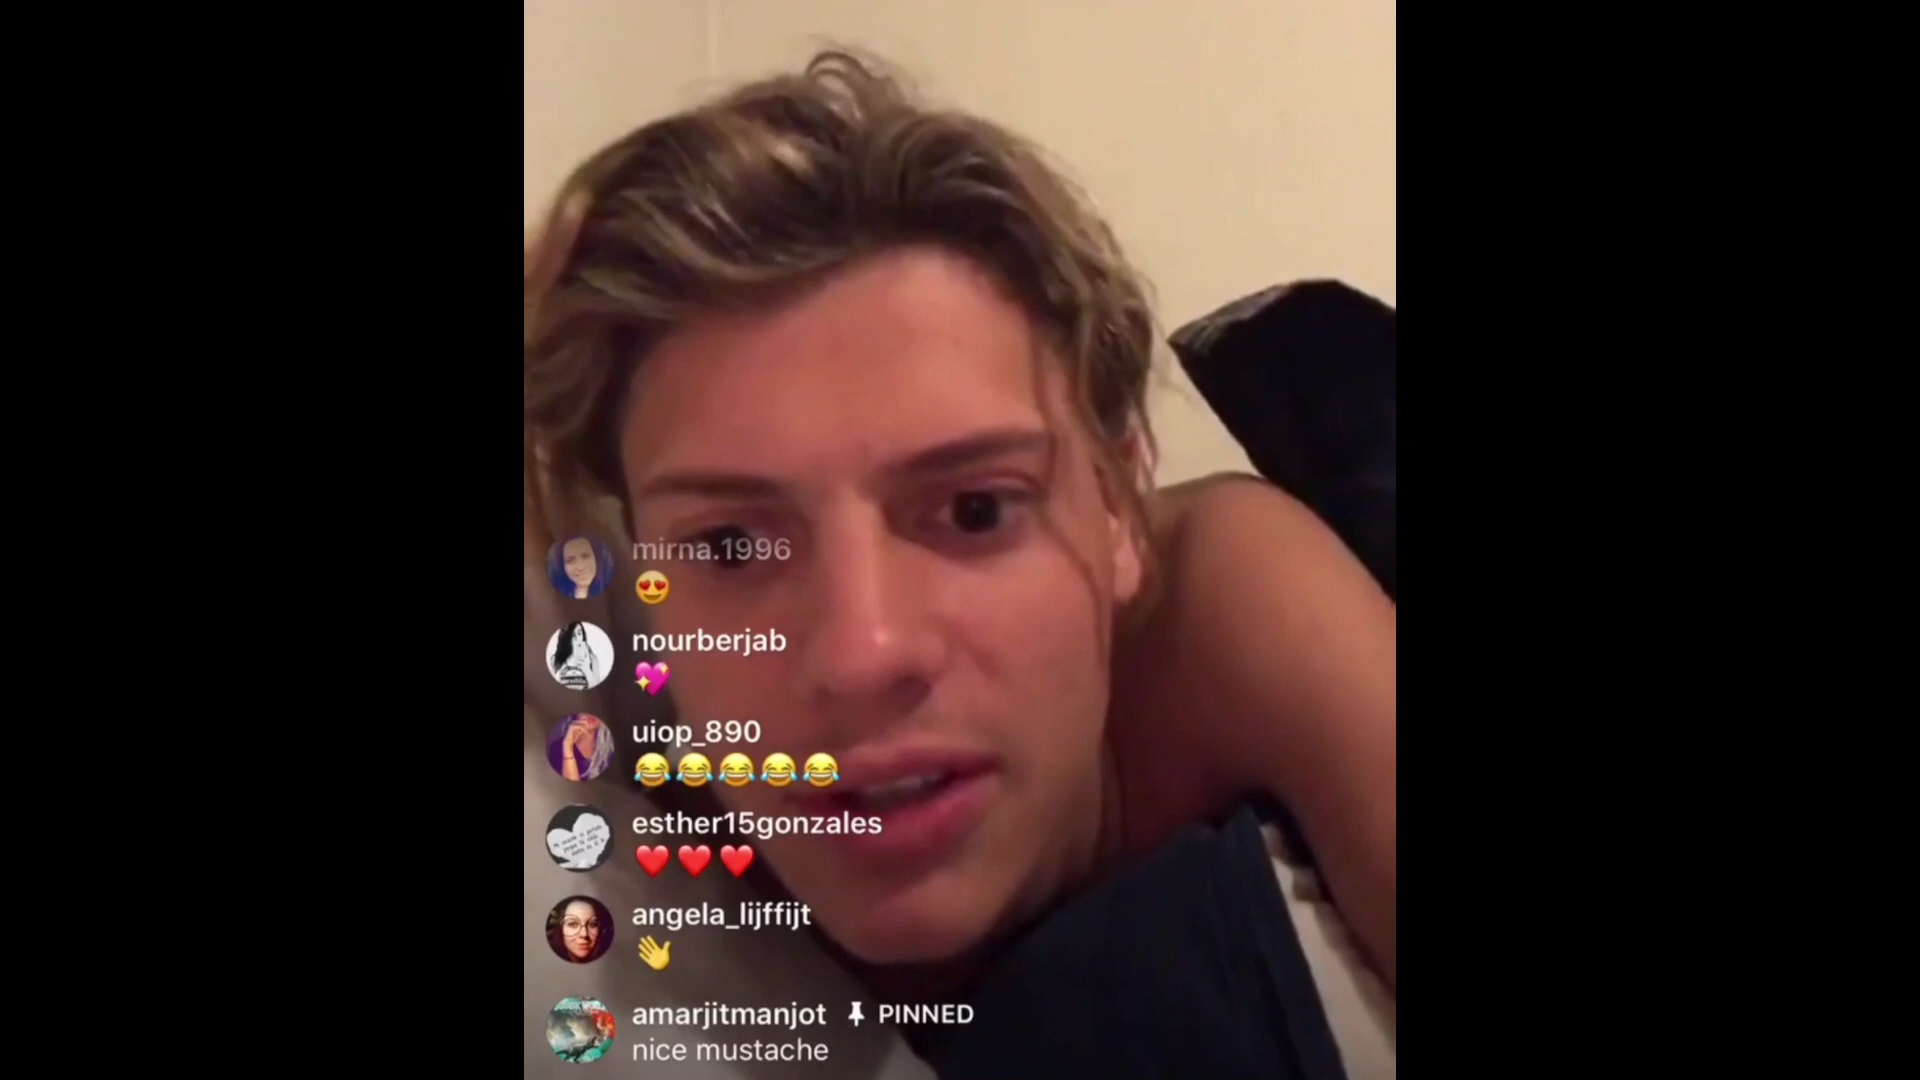 mirna.1996
😍
nourberjab
💖
uiop_890
😂😂😂😂😂
esther15gonzales
❤️❤️❤️
angela_lijffijt
👋
amarjitmanjot PINNED
nice mustache